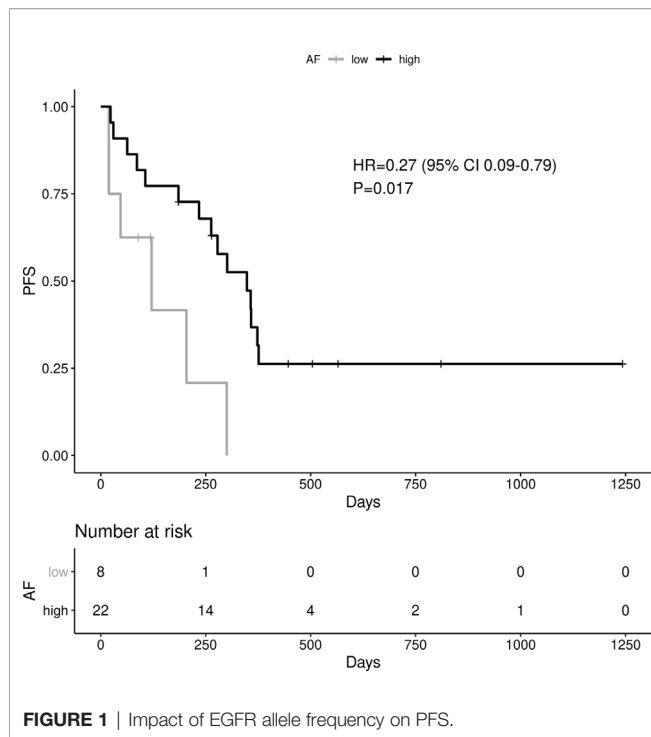 AF low high
1.00
HR=0.27 (95% CI 0.09-0.79)
P=0.017
0.75
0.50
PFS
0.25
0.00
0 250 500 750 1000 1250
Days
Number at risk
low 8 1 0 0 0 0
AF
high 22 14 4 2 1 0
0 250 500 750 1000 1250
Days
FIGURE 1 | Impact of EGFR allele frequency on PFS.